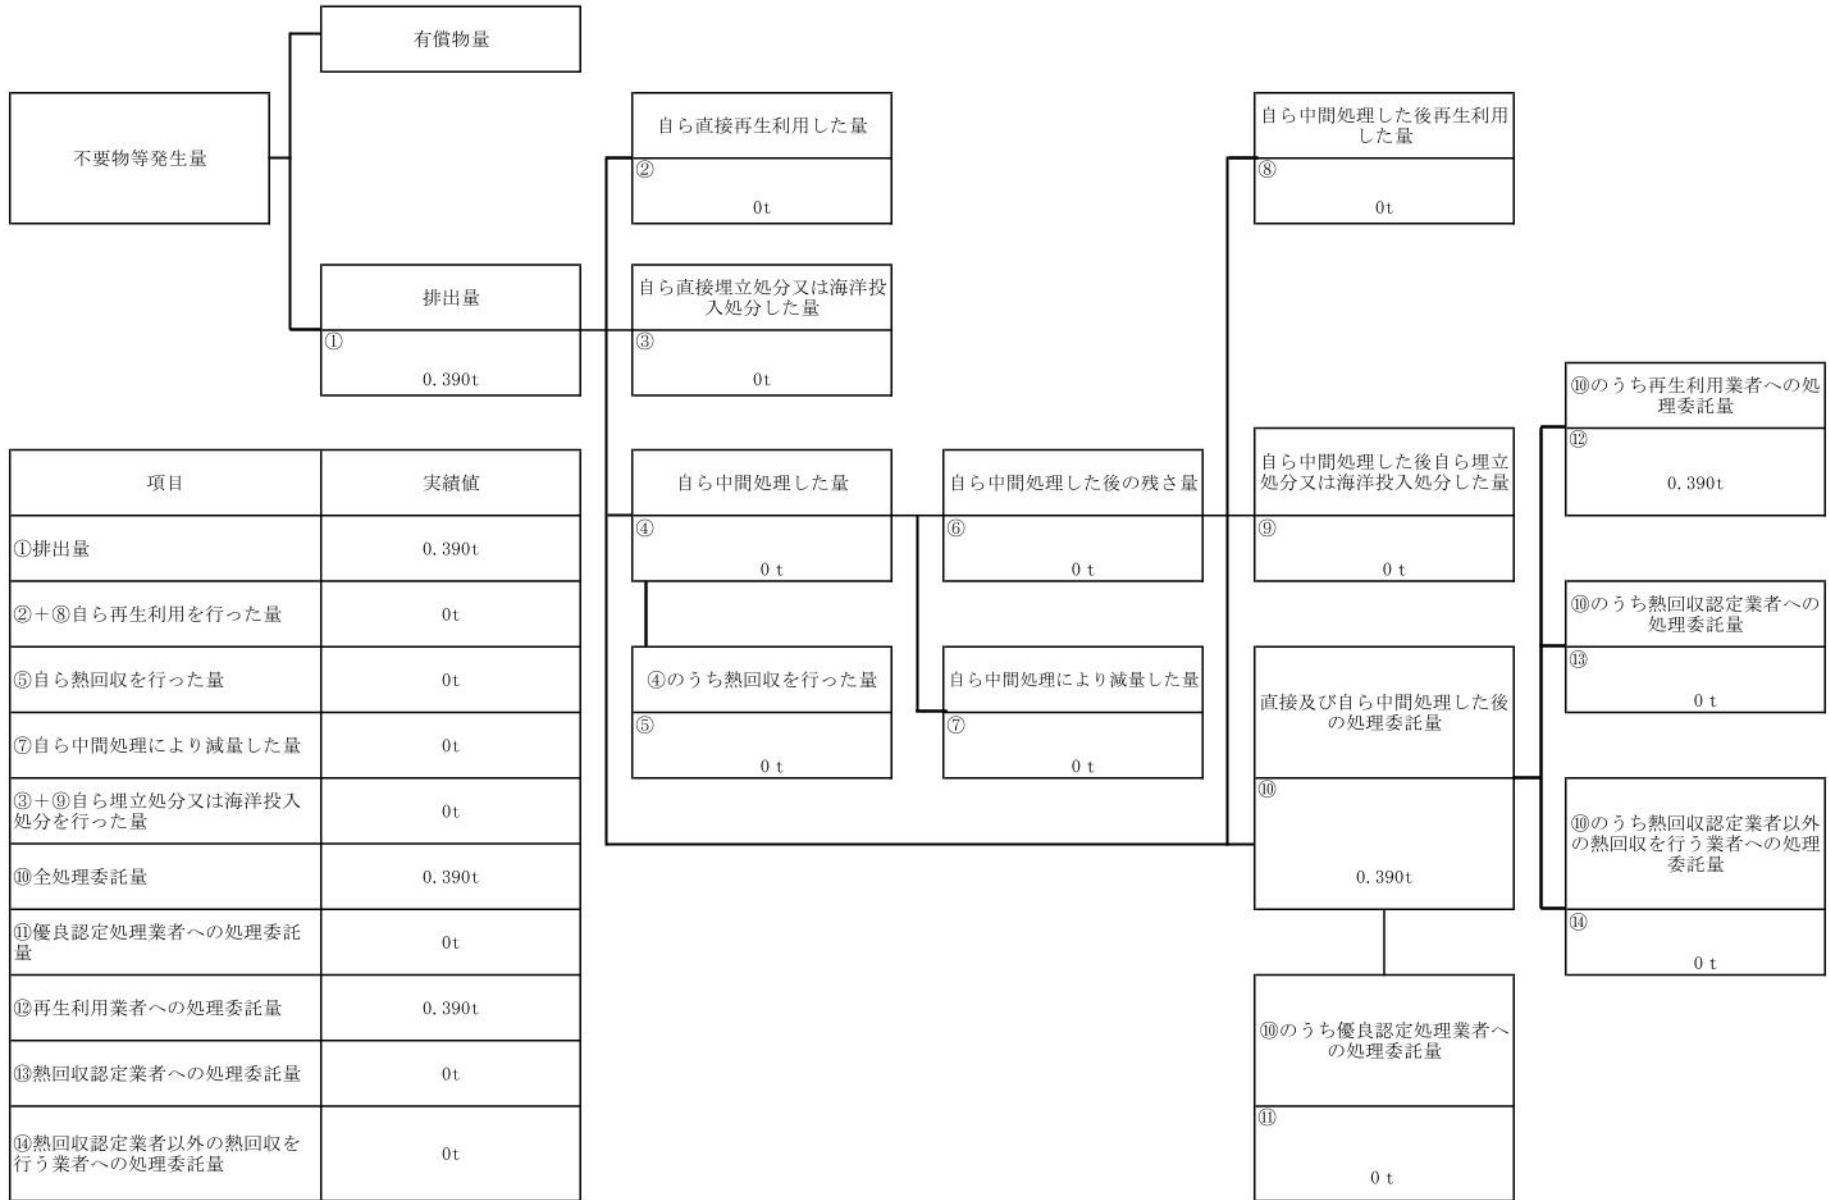 有償物量
不要物等発生量
自ら直接再生利用した量
②
0t
自ら中間処理した後再生利用
した量
⑧
0t
排出量
①
0.390t
自ら直接埋立処分又は海洋投
入処分した量
③
0t
項目
実績値
①排出量
0.390t
②+⑧自ら再生利用を行った量
0t
⑤自ら熱回収を行った量
0t
⑦自ら中間処理により減量した量
0t
③+⑨自ら埋立処分又は海洋投入
処分を行った量
0t
⑩全処理委託量
0.390t
⑪優良認定処理業者への処理委託
量
0t
⑫再生利用業者への処理委託量
0.390t
⑬熱回収認定業者への処理委託量
0t
⑭熱回収認定業者以外の熱回収を
行う業者への処理委託量
0t
自ら中間処理した量
④
0 t
④のうち熱回収を行った量
⑤
0 t
自ら中間処理した後の残さ量
⑥
0 t
自ら中間処理により減量した量
⑦
0 t
自ら中間処理した後自ら埋立
処分又は海洋投入処分した量
⑨
0 t
直接及び自ら中間処理した後
の処理委託量
⑩
0.390t
⑩のうち優良認定処理業者へ
の処理委託量
⑪
0 t
⑩のうち再生利用業者への処
理委託量
⑫
0.390t
⑩のうち熱回収認定業者への
処理委託量
⑬
0 t
⑩のうち熱回収認定業者以外
の熱回収を行う業者への処理
委託量
⑭
0 t